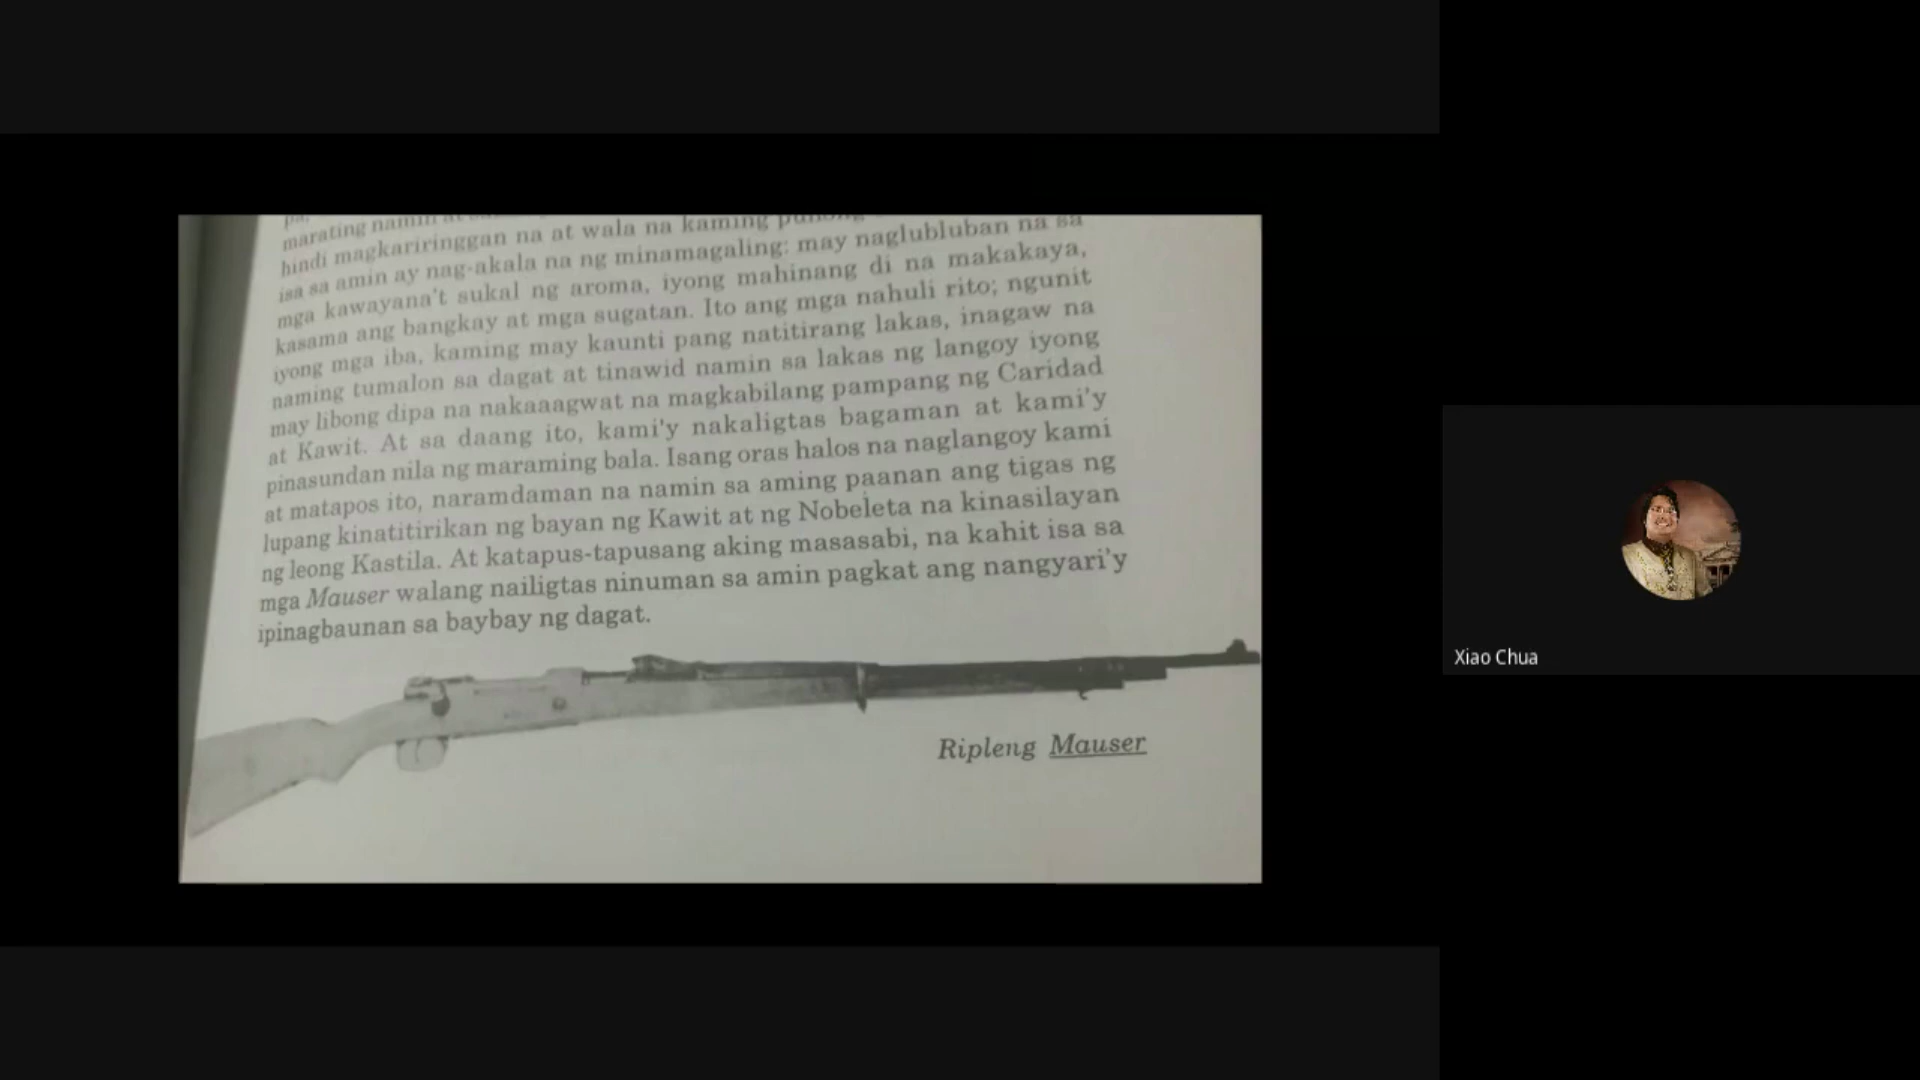 pa,
marating namin at
hindi magkariringgan na at wala na kaming
isa sa amin ay nag-akala na ng minamagaling: may naglubluban na sa
mga kawayana't sukal ng aroma, iyong mahinang di na makakaya,
kasama ang bangkay at mga sugatan. Ito ang mga nahuli rito; ngunit
iyong mga iba, kaming may kaunti pang natitirang lakas, inagaw na
naming tumalon sa dagat at tinawid namin sa lakas ng langoy iyong
may libong dipa na nakaaagwat na magkabilang pampang ng Caridad
at Kawit. At sa daang ito, kami'y nakaligtas bagaman at kami'y
pinasundan nila ng maraming bala. Isang oras halos na naglangoy kami
at matapos ito, naramdaman na namin sa aming paanan ang tigas ng
lupang kinatitirikan ng bayan ng Kawit at ng Nobeleta na kinasilayan
ng leong Kastila. At katapus-tapusang aking masasabi, na kahit isa sa
mga Mauser walang nailigtas ninuman sa amin pagkat ang nangyari'y
ipinagbaunan sa baybay ng dagat.
Ripleng Mauser
Xiao Chua